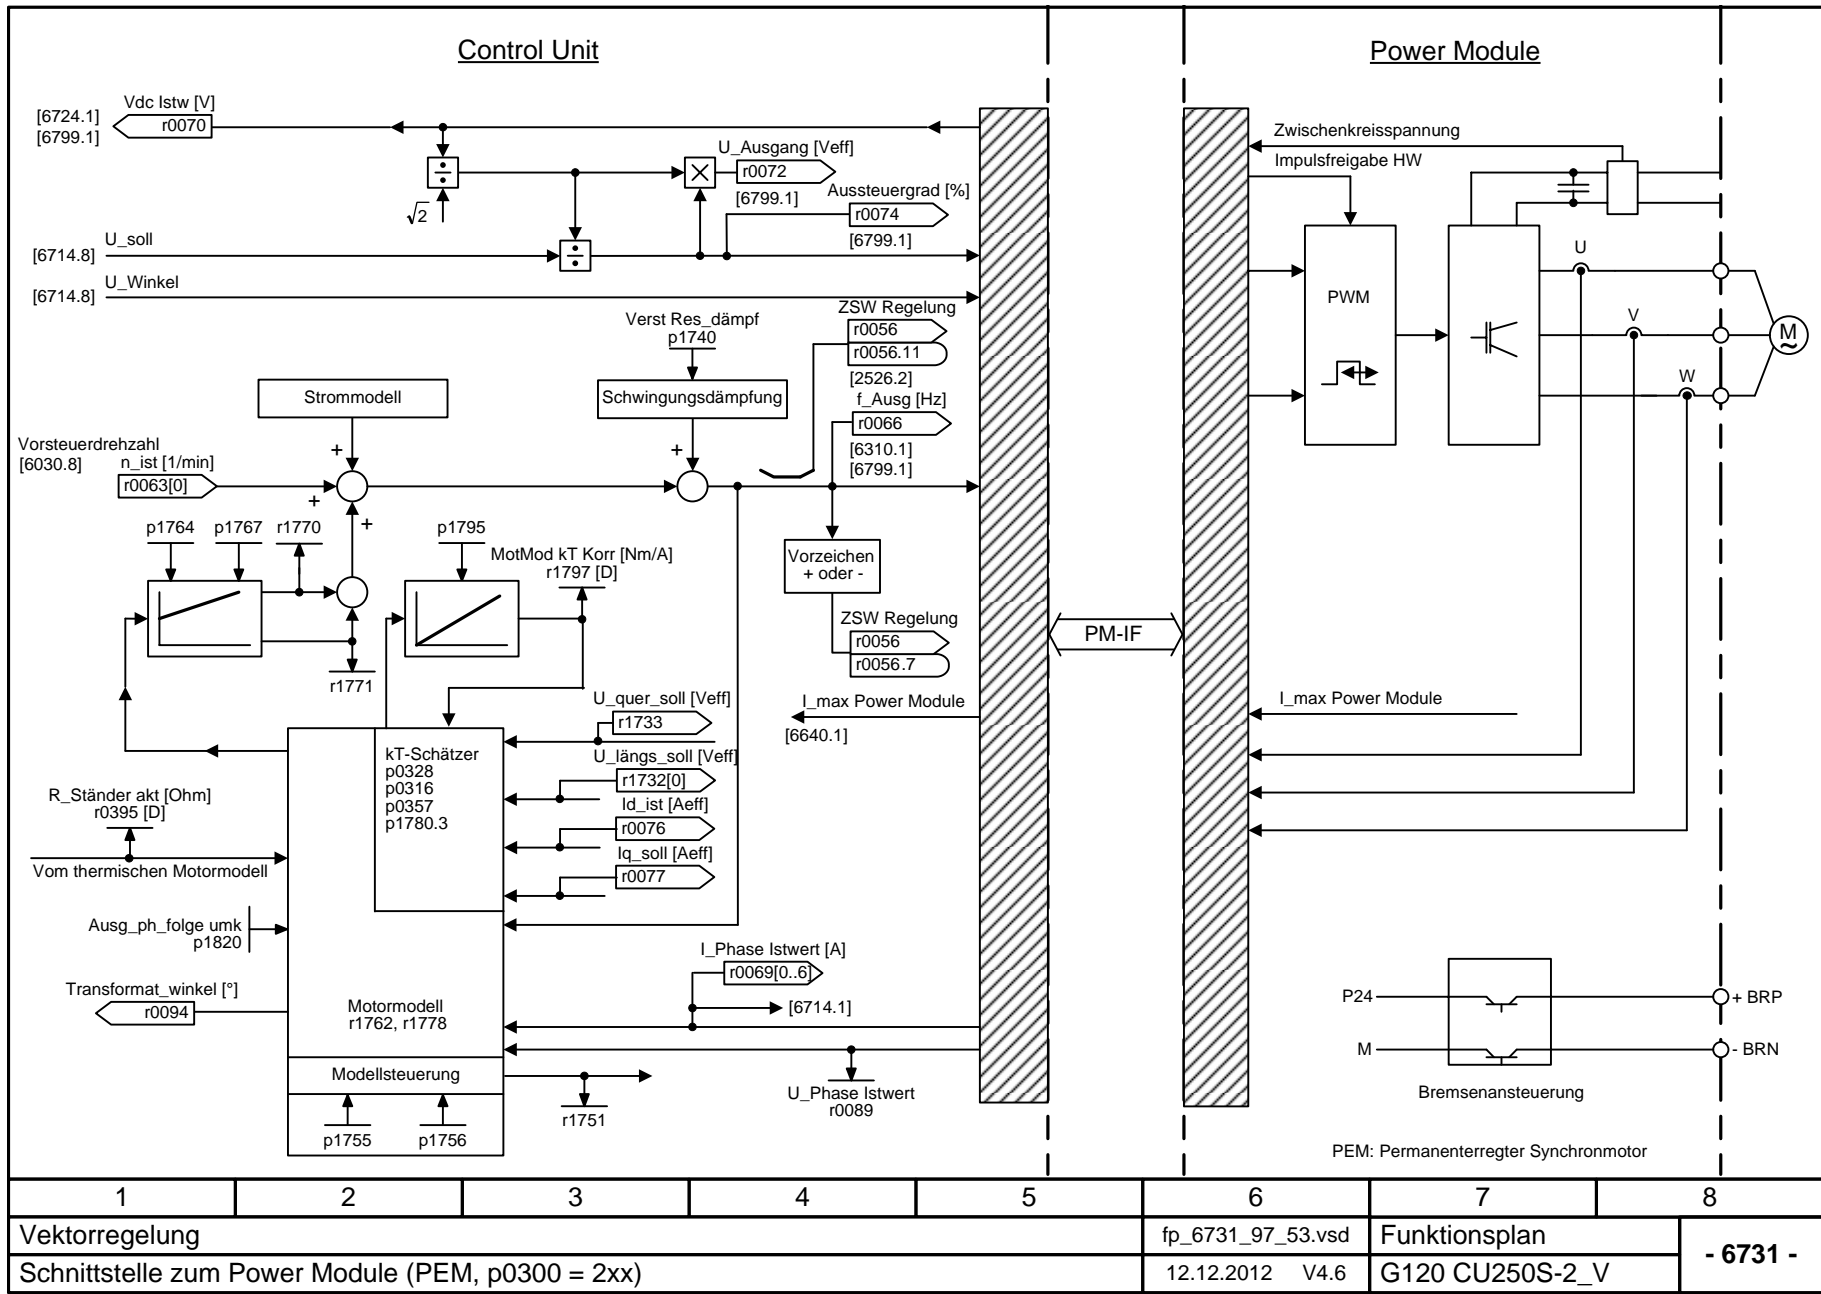 Control Unit
Power Module
[6724.1]
[6799.1]
Vdc Istw [V]
r0070
U_Ausgang [Veff]
r0072
[6799.1]
Aussteuergrad [%]
r0074
[6799.1]
√2
[6714.8]
U_soll
[6714.8]
U_Winkel
Zwischenkreisspannung
Impulsfreigabe HW
PWM
U
V
W
M
~
Verst Res_dämpf
p1740
ZSW Regelung
r0056
r0056.11
[2526.2]
f_Ausg [Hz]
r0066
[6310.1]
[6799.1]
Strommodell
Schwingungsdämpfung
+
+
Vorsteuerdrehzahl
[6030.8]
n_ist [1/min]
r0063[0]
+
+
p1764
p1767
r1770
p1795
MotMod kT Korr [Nm/A]
r1797 [D]
r1771
Vorzeichen
+ oder -
ZSW Regelung
r0056
r0056.7
PM-IF
I_max Power Module
[6640.1]
I_max Power Module
U_quer_soll [Veff]
r1733
U_längs_soll [Veff]
r1732[0]
Id_ist [Aeff]
r0076
Iq_soll [Aeff]
r0077
kT-Schätzer
p0328
p0316
p0357
p1780.3
R_Ständer akt [Ohm]
r0395 [D]
Vom thermischen Motormodell
Ausg_ph_folge umk
p1820
Transformat_winkel [°]
r0094
Motormodell
r1762, r1778
I_Phase Istwert [A]
r0069[0..6]
[6714.1]
U_Phase Istwert
r0089
Modellsteuerung
r1751
p1755
p1756
P24
+ BRP
M
- BRN
Bremsenansteuerung
PEM: Permanenterregter Synchronmotor
1 2 3 4 5 6 7 8
Vektorregelung
fp_6731_97_53.vsd
Funktionsplan
- 6731 -
Schnittstelle zum Power Module (PEM, p0300 = 2xx)
12.12.2012 V4.6
G120 CU250S-2_V